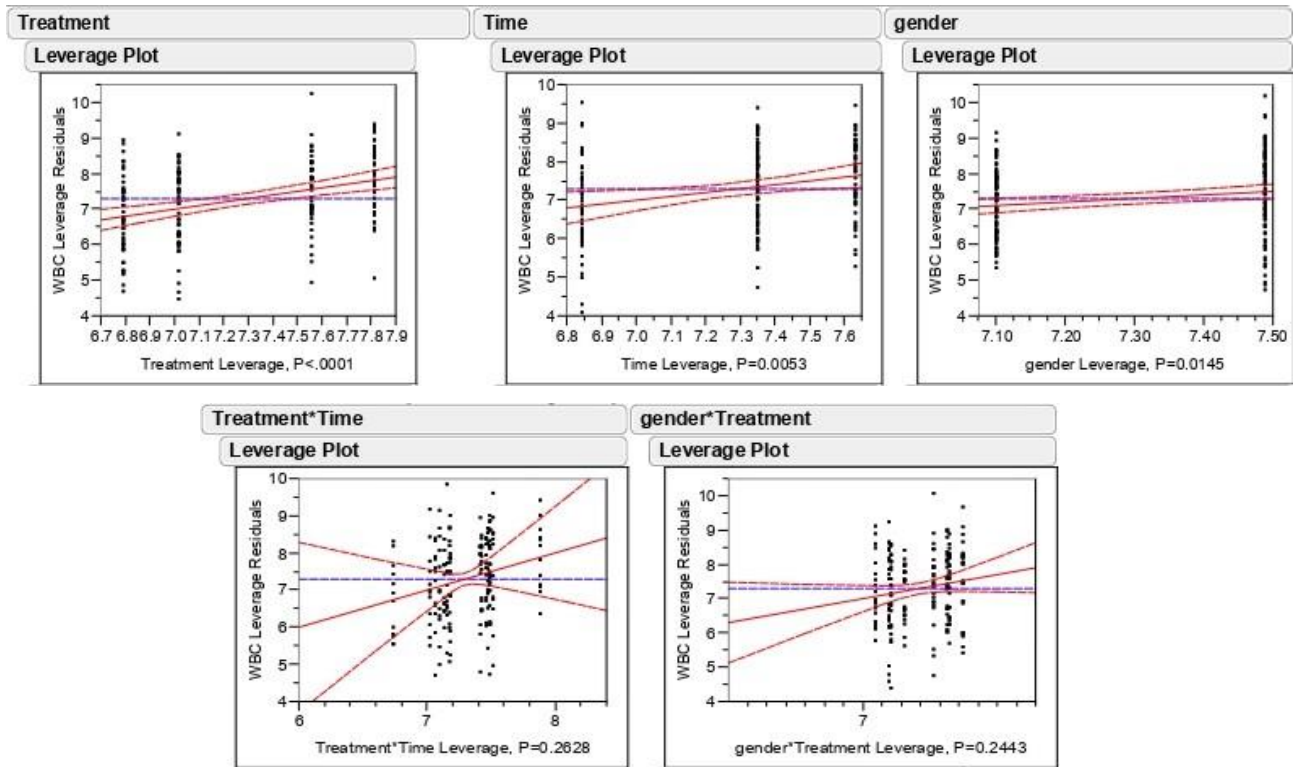 Treatment
Time
gender
Leverage Plot
Leverage Plot
Leverage Plot
WBC Leverage Residuals
10
9
8
7
6
5
4
6.7 6.8 6.9 7.0 7.1 7.2 7.3 7.4 7.5 7.6 7.7 7.8 7.9
Treatment Leverage, P<.0001
WBC Leverage Residuals
10
9
8
7
6
5
4
6.8 6.9 7.0 7.1 7.2 7.3 7.4 7.5 7.6
Time Leverage, P=0.0053
WBC Leverage Residuals
10
9
8
7
6
5
4
7.10 7.20 7.30 7.40 7.50
gender Leverage, P=0.0145
Treatment*Time
gender*Treatment
Leverage Plot
Leverage Plot
WBC Leverage Residuals
10
9
8
7
6
5
4
6 7 8
Treatment*Time Leverage, P=0.2628
WBC Leverage Residuals
10
9
8
7
6
5
4
7
gender*Treatment Leverage, P=0.2443